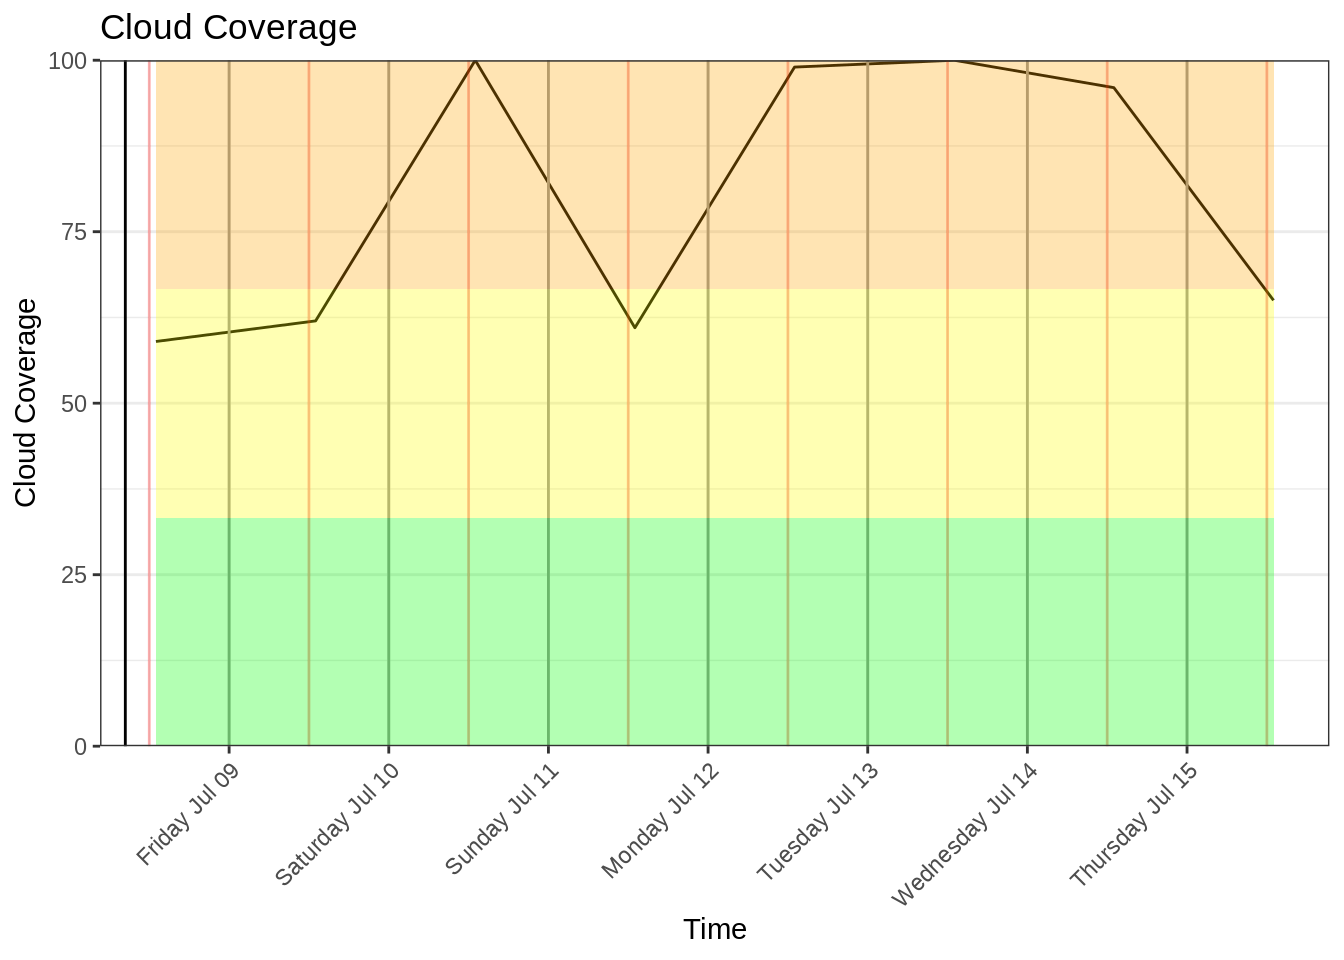 Cloud Coverage
Cloud Coverage
100
75
50
25
0
Friday Jul 09
Saturday Jul 10
Sunday Jul 11
Monday Jul 12
Tuesday Jul 13
Wednesday Jul 14
Thursday Jul 15
Time